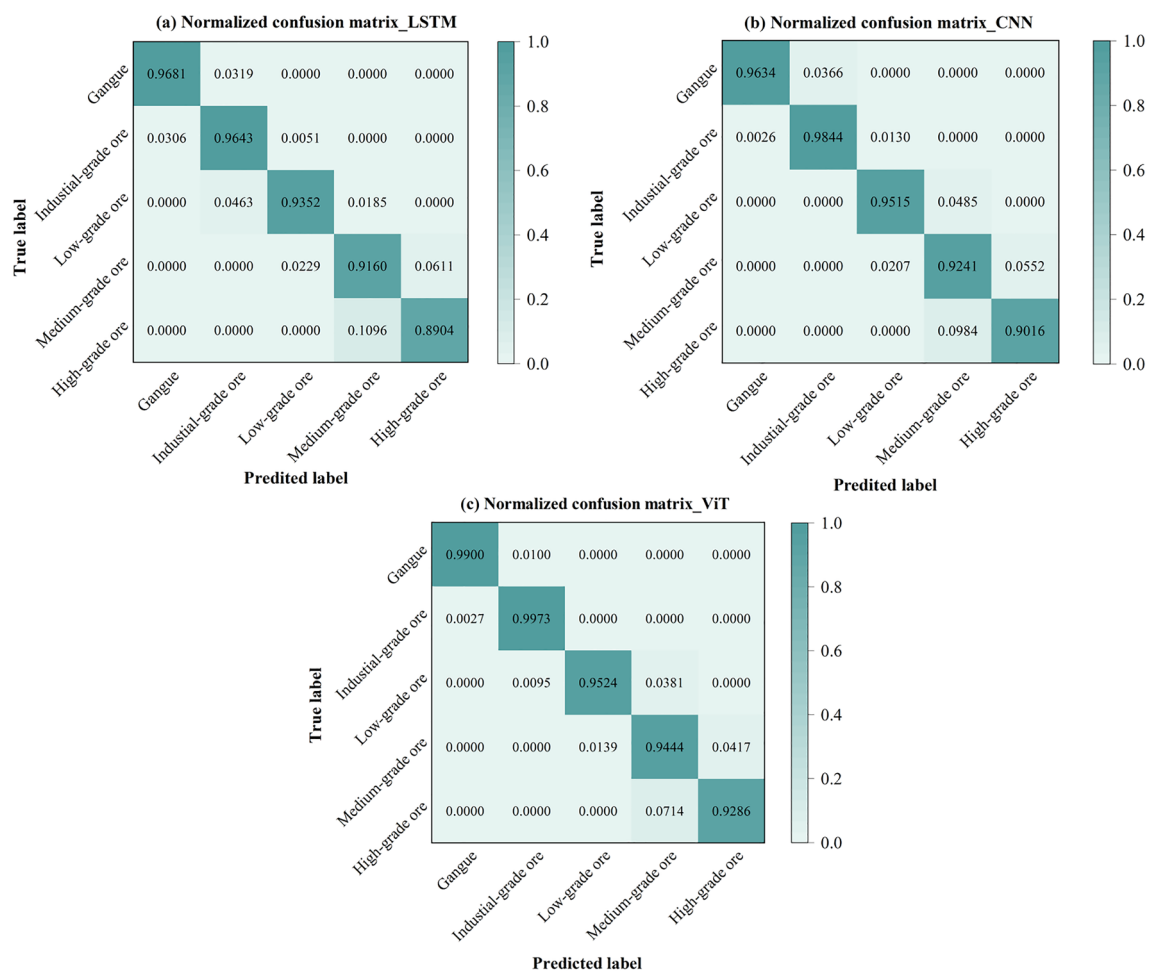 (a) Normalized confusion matrix_LSTM
Gangue 0.9681 0.0319 0.0000 0.0000 0.0000
Industial-grade ore 0.0306 0.9643 0.0051 0.0000 0.0000
Low-grade ore 0.0000 0.0463 0.9352 0.0185 0.0000
Medium-grade ore 0.0000 0.0000 0.0229 0.9160 0.0611
High-grade ore 0.0000 0.0000 0.0000 0.1096 0.8904
True label
Gangue
Industial-grade ore
Low-grade ore
Medium-grade ore
High-grade ore
Predited label
1.0
0.8
0.6
0.4
0.2
0.0
(b) Normalized confusion matrix_CNN
Gangue 0.9634 0.0366 0.0000 0.0000 0.0000
Industial-grade ore 0.0026 0.9844 0.0130 0.0000 0.0000
Low-grade ore 0.0000 0.0000 0.9515 0.0485 0.0000
Medium-grade ore 0.0000 0.0000 0.0207 0.9241 0.0552
High-grade ore 0.0000 0.0000 0.0000 0.0984 0.9016
True label
Gangue
Industial-grade ore
Low-grade ore
Medium-grade ore
High-grade ore
Predited label
1.0
0.8
0.6
0.4
0.2
0.0
(c) Normalized confusion matrix_ViT
Gangue 0.9900 0.0100 0.0000 0.0000 0.0000
Industial-grade ore 0.0027 0.9973 0.0000 0.0000 0.0000
Low-grade ore 0.0000 0.0095 0.9524 0.0381 0.0000
Medium-grade ore 0.0000 0.0000 0.0139 0.9444 0.0417
High-grade ore 0.0000 0.0000 0.0000 0.0714 0.9286
True label
Gangue
Industial-grade ore
Low-grade ore
Medium-grade ore
High-grade ore
Predicted label
1.0
0.8
0.6
0.4
0.2
0.0